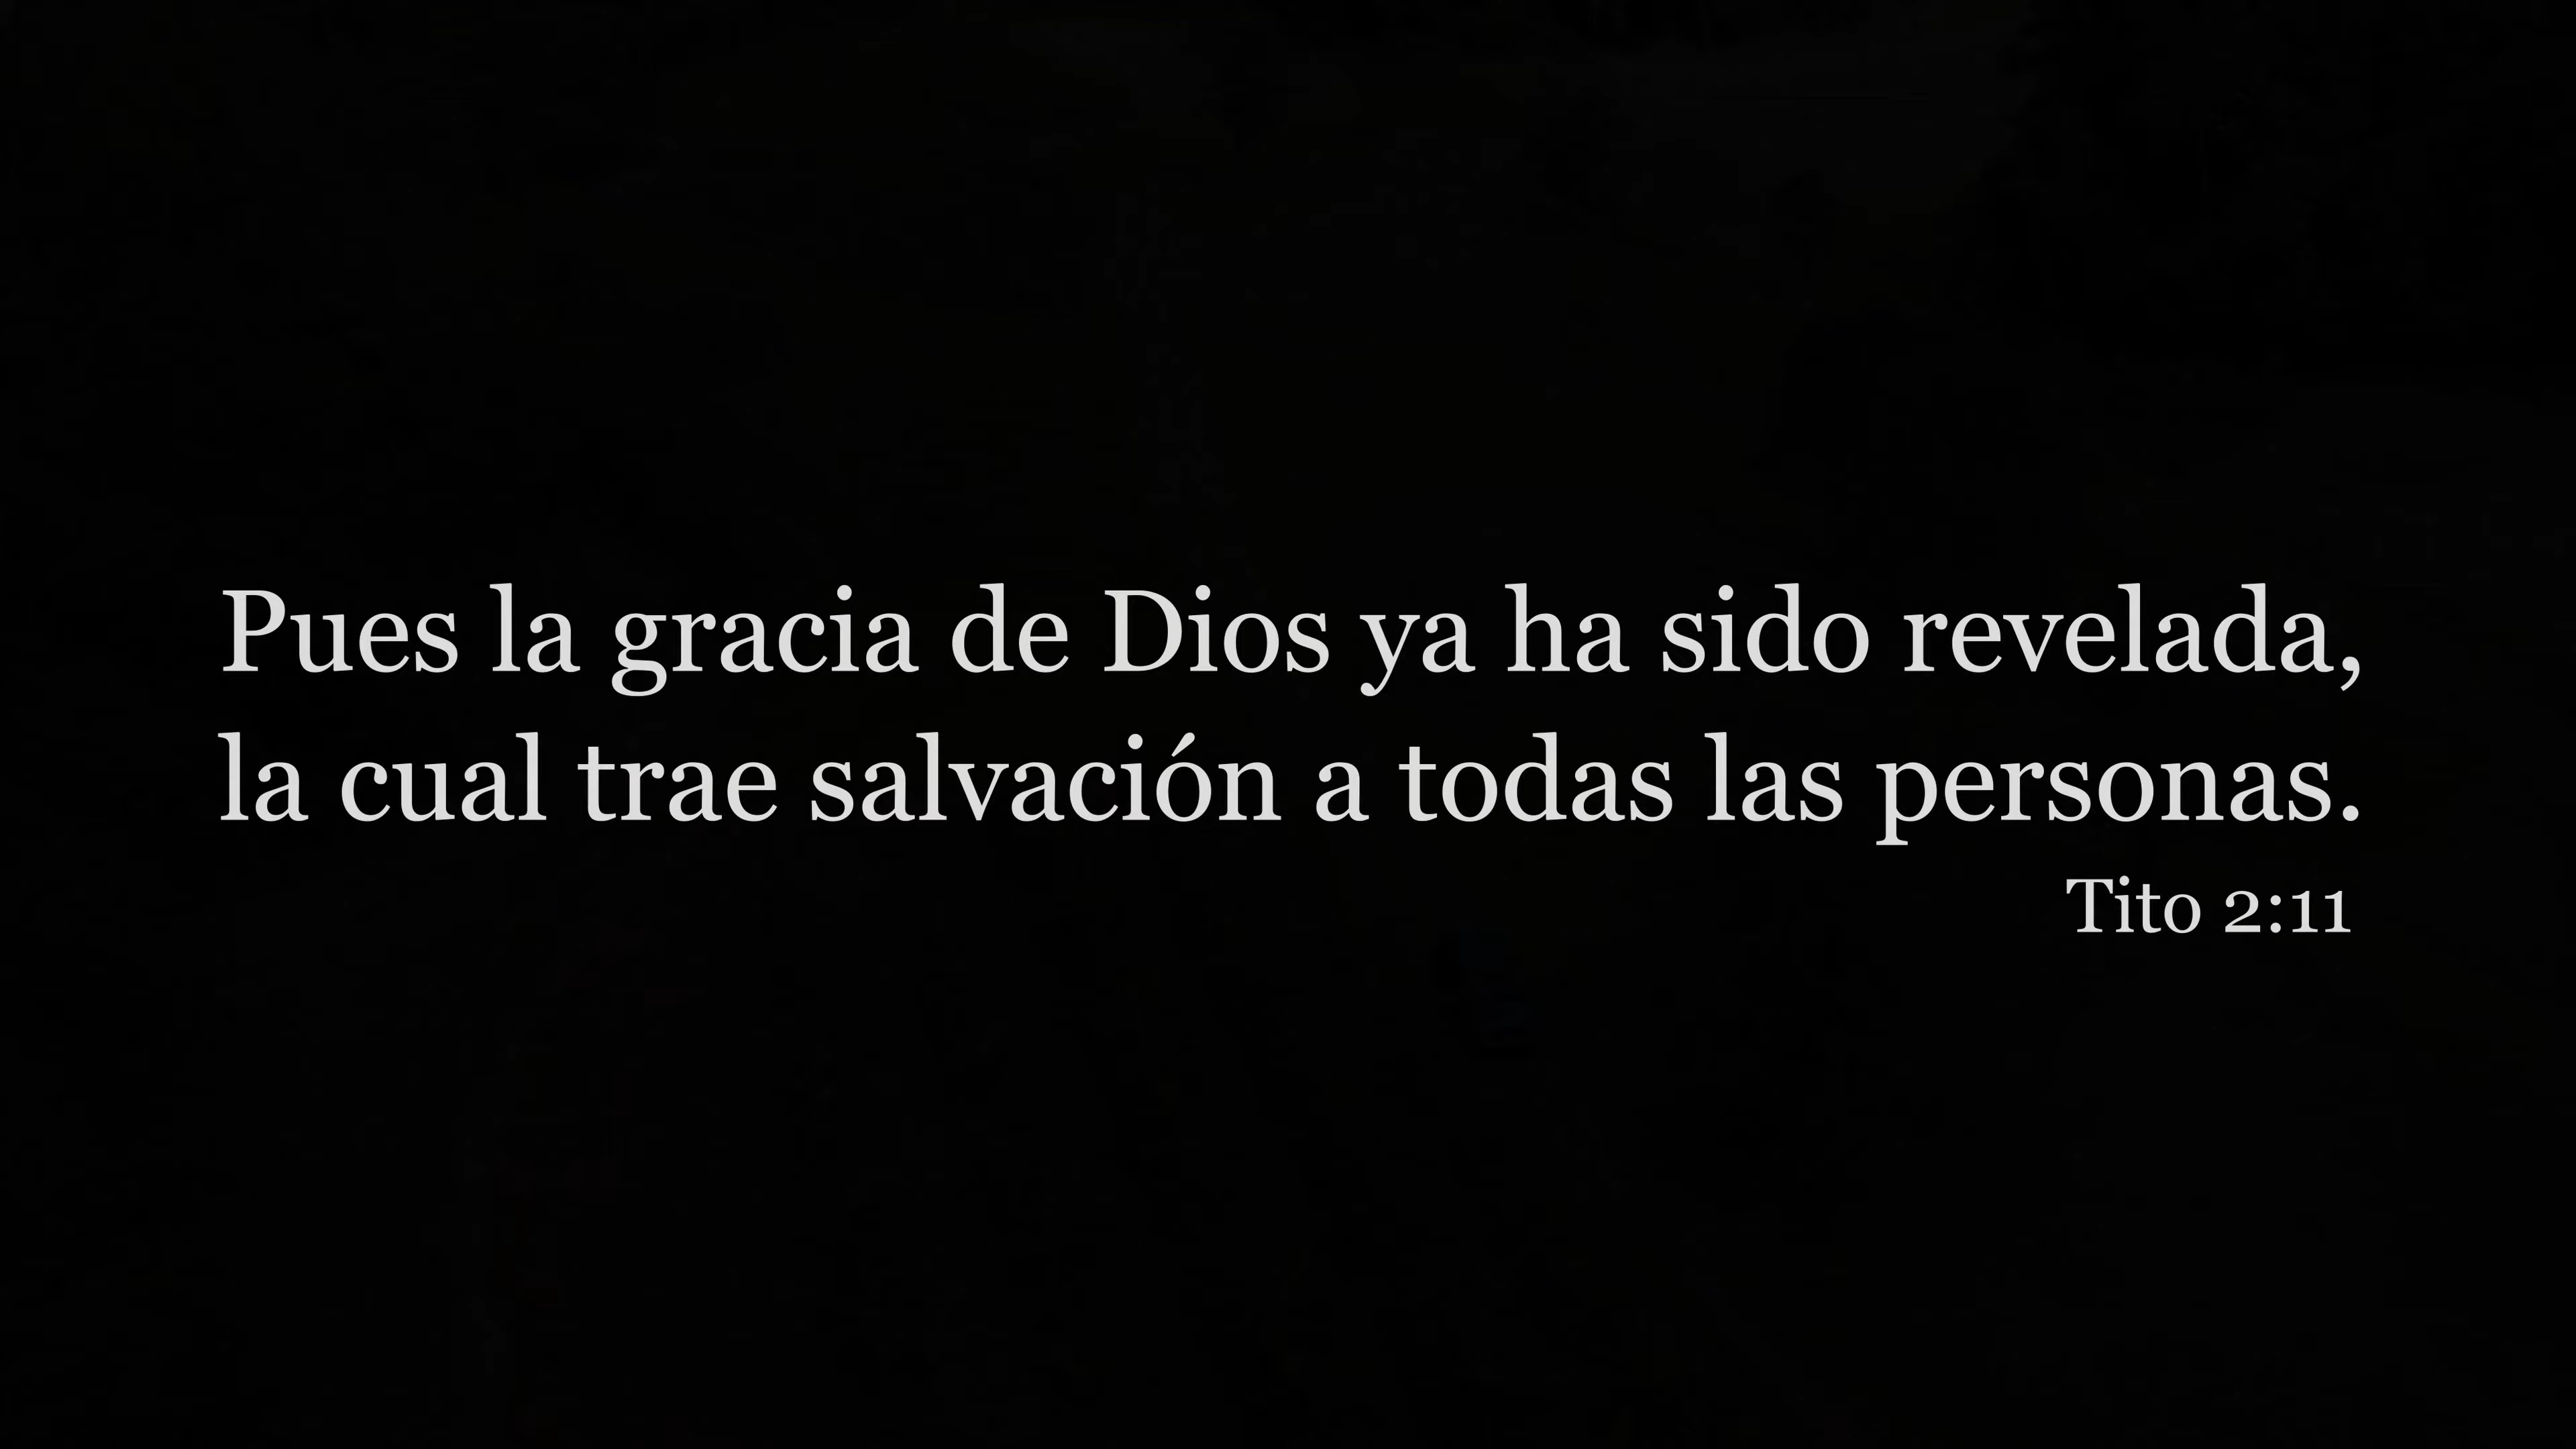 Pues la gracia de Dios ya ha sido revelada,
la cual trae salvación a todas las personas.
Tito 2:11